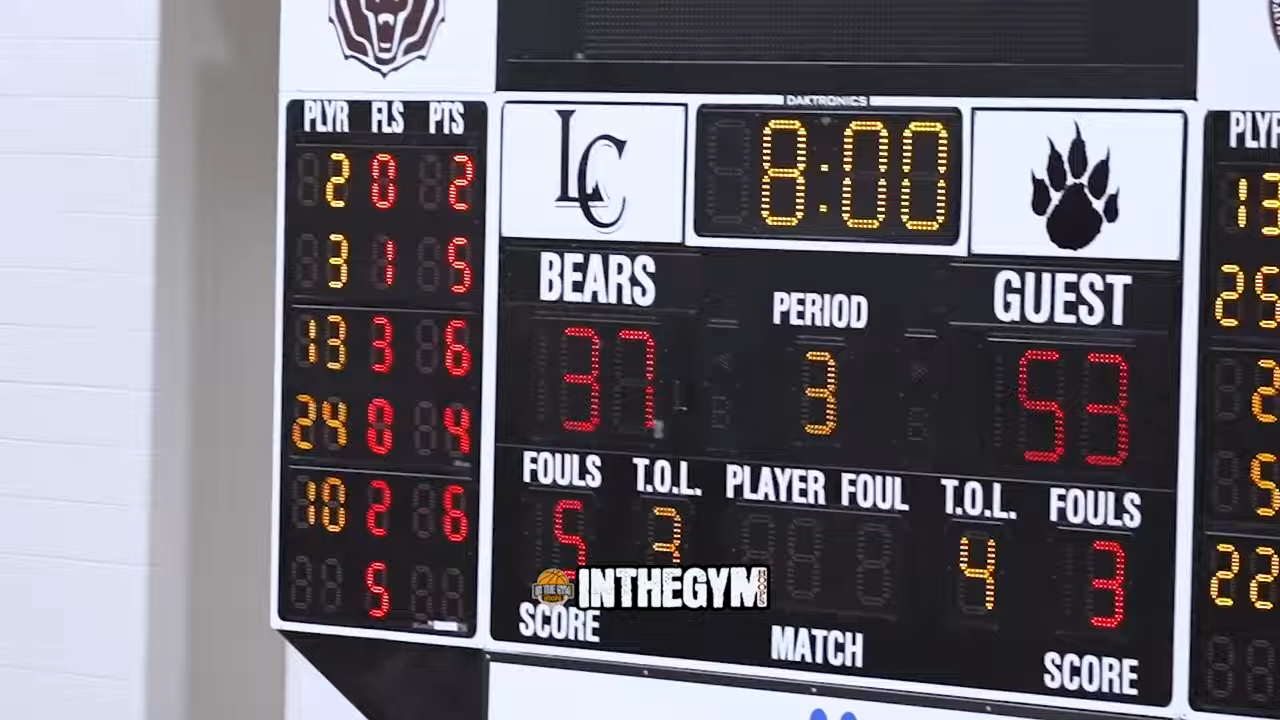 DAKTRONICS
PLYR FLS PTS
2 0 2
3 1 5
13 3 6
24 0 4
10 2 6
5
LC
8:00
BEARS
PERIOD
GUEST
37
3
53
FOULS
T.O.L.
PLAYER FOUL
T.O.L.
FOULS
5
3
4
3
INTHEGYM
HOOPS
SCORE
MATCH
SCORE
13
25
2
5
22